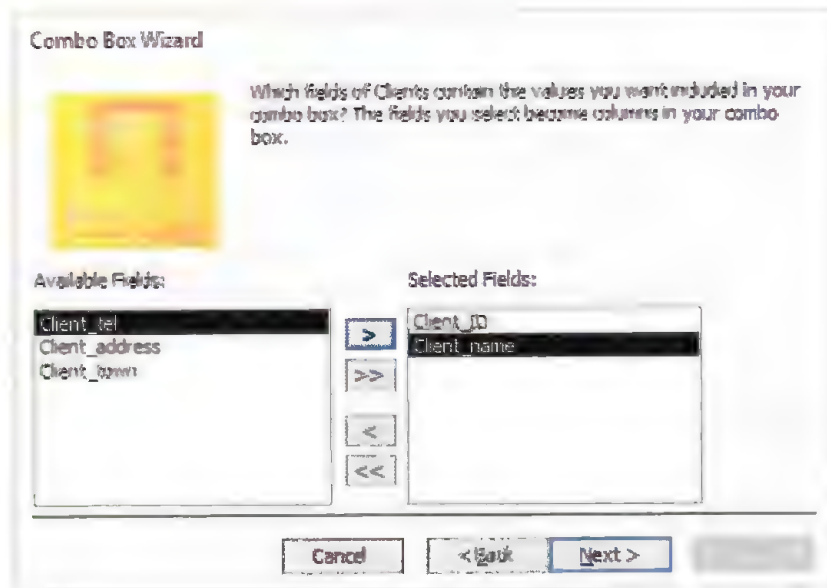 Combo Box Wizard
Which fields of Clients contain the values you want included in your
combo box? The fields you select become columns in your combo
box.
Available Fields:
Selected Fields:
Client_tel
Client_address
Client_town
>
>>
<
<<
Client_ID
Client_name
Cancel
< Back
Next >